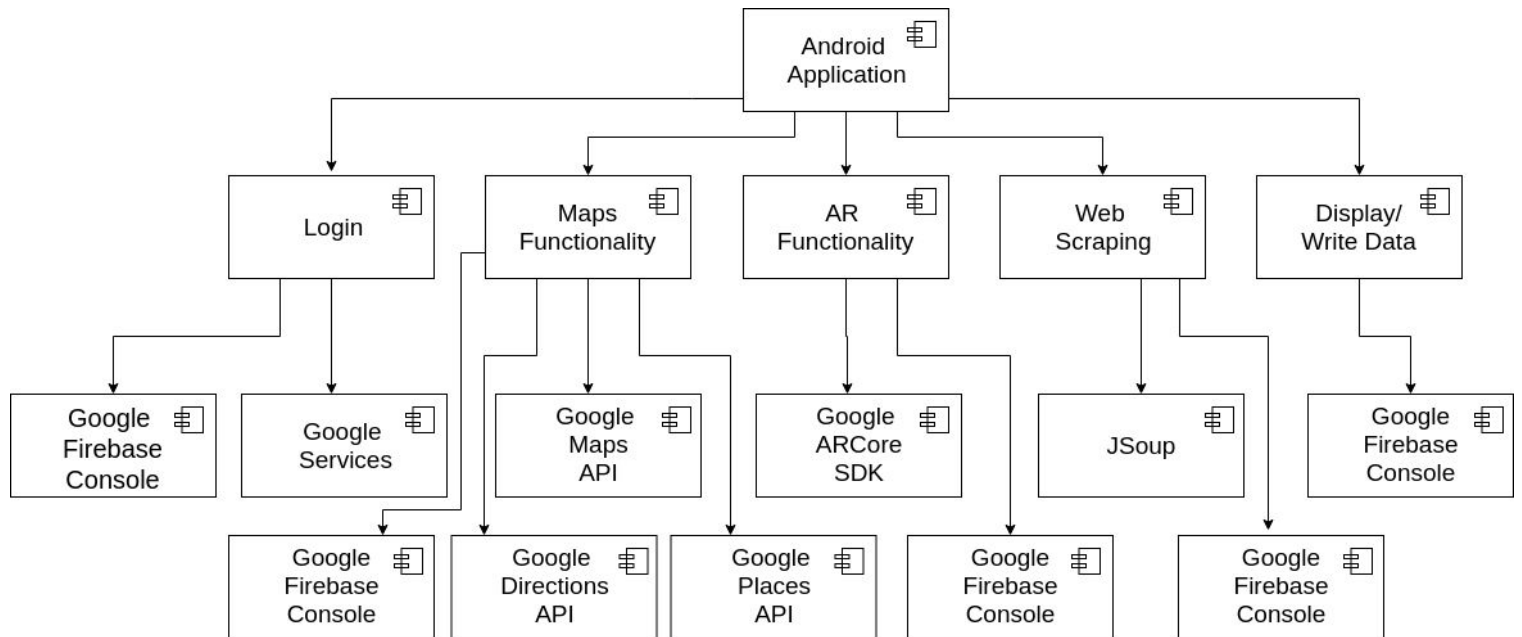 Android
Application
Login
Maps
Functionality
AR
Functionality
Web
Scraping
Display/
Write Data
Google
Firebase
Console
Google
Services
Google
Maps
API
Google
ARCore
SDK
JSoup
Google
Firebase
Console
Google
Firebase
Console
Google
Directions
API
Google
Places
API
Google
Firebase
Console
Google
Firebase
Console